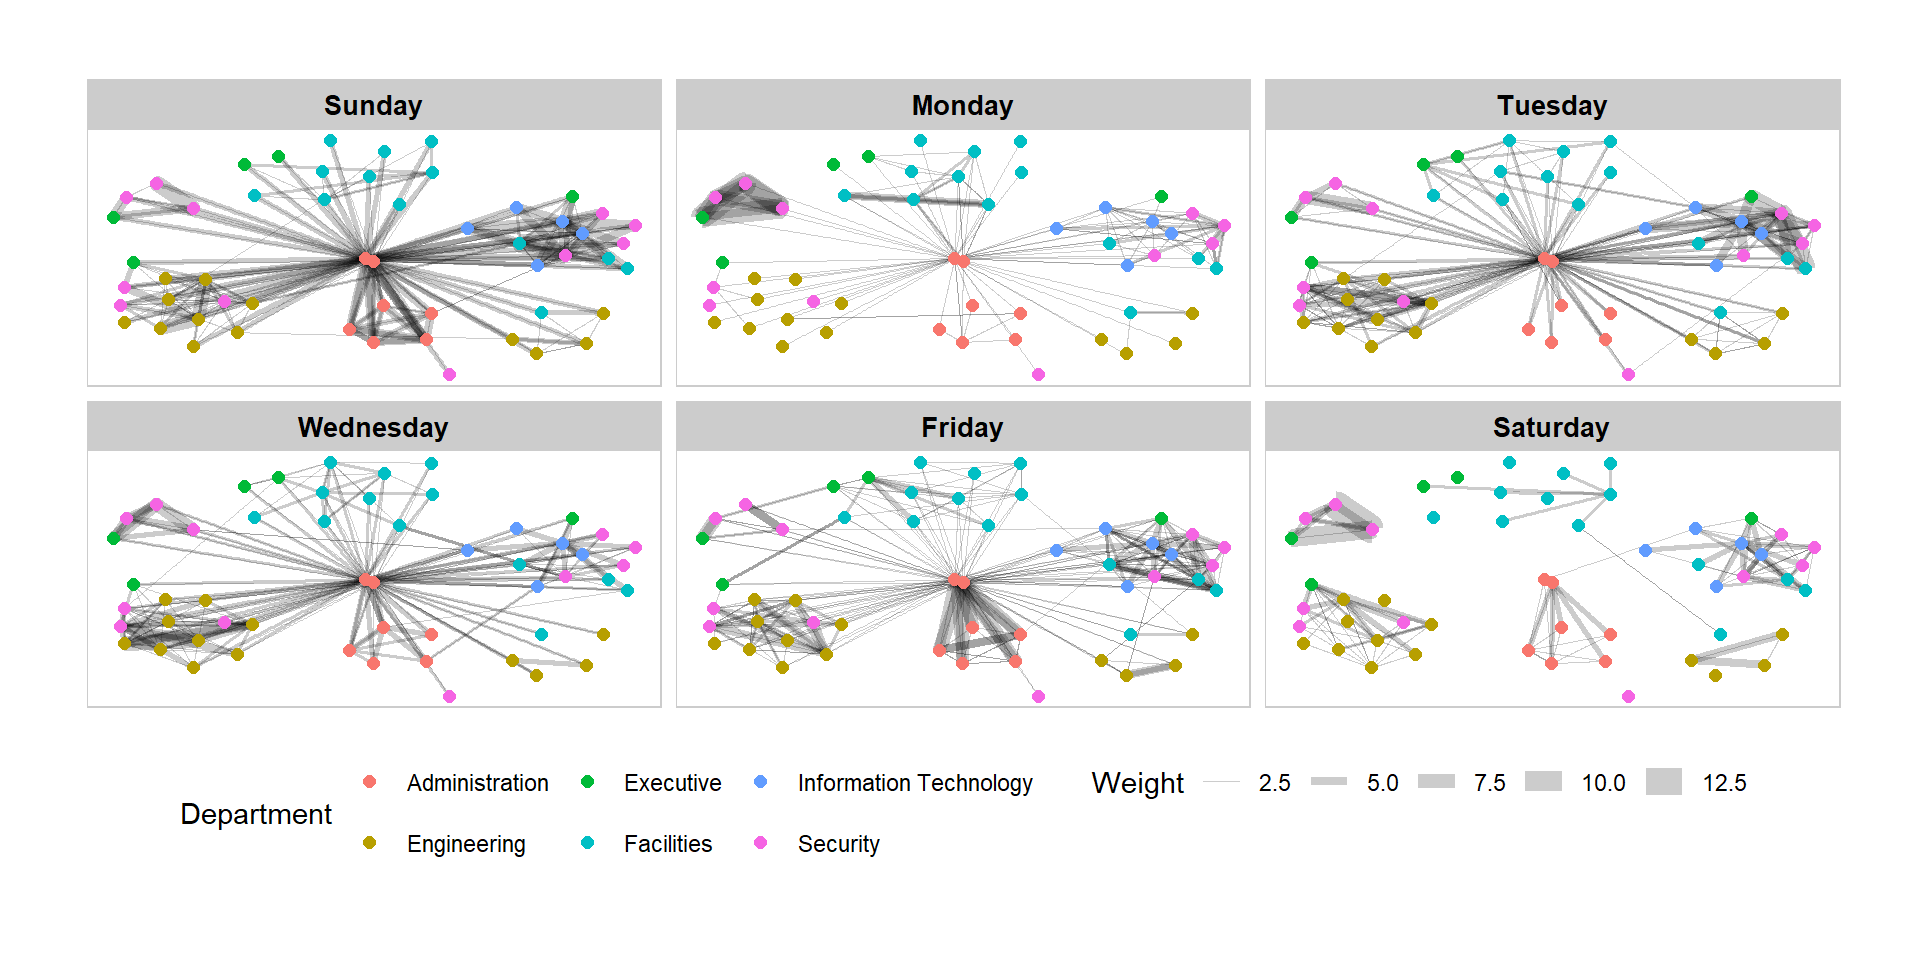 Sunday
Monday
Tuesday
Wednesday
Friday
Saturday
Department
Administration
Executive
Information Technology
Engineering
Facilities
Security
Weight
2.5
5.0
7.5
10.0
12.5